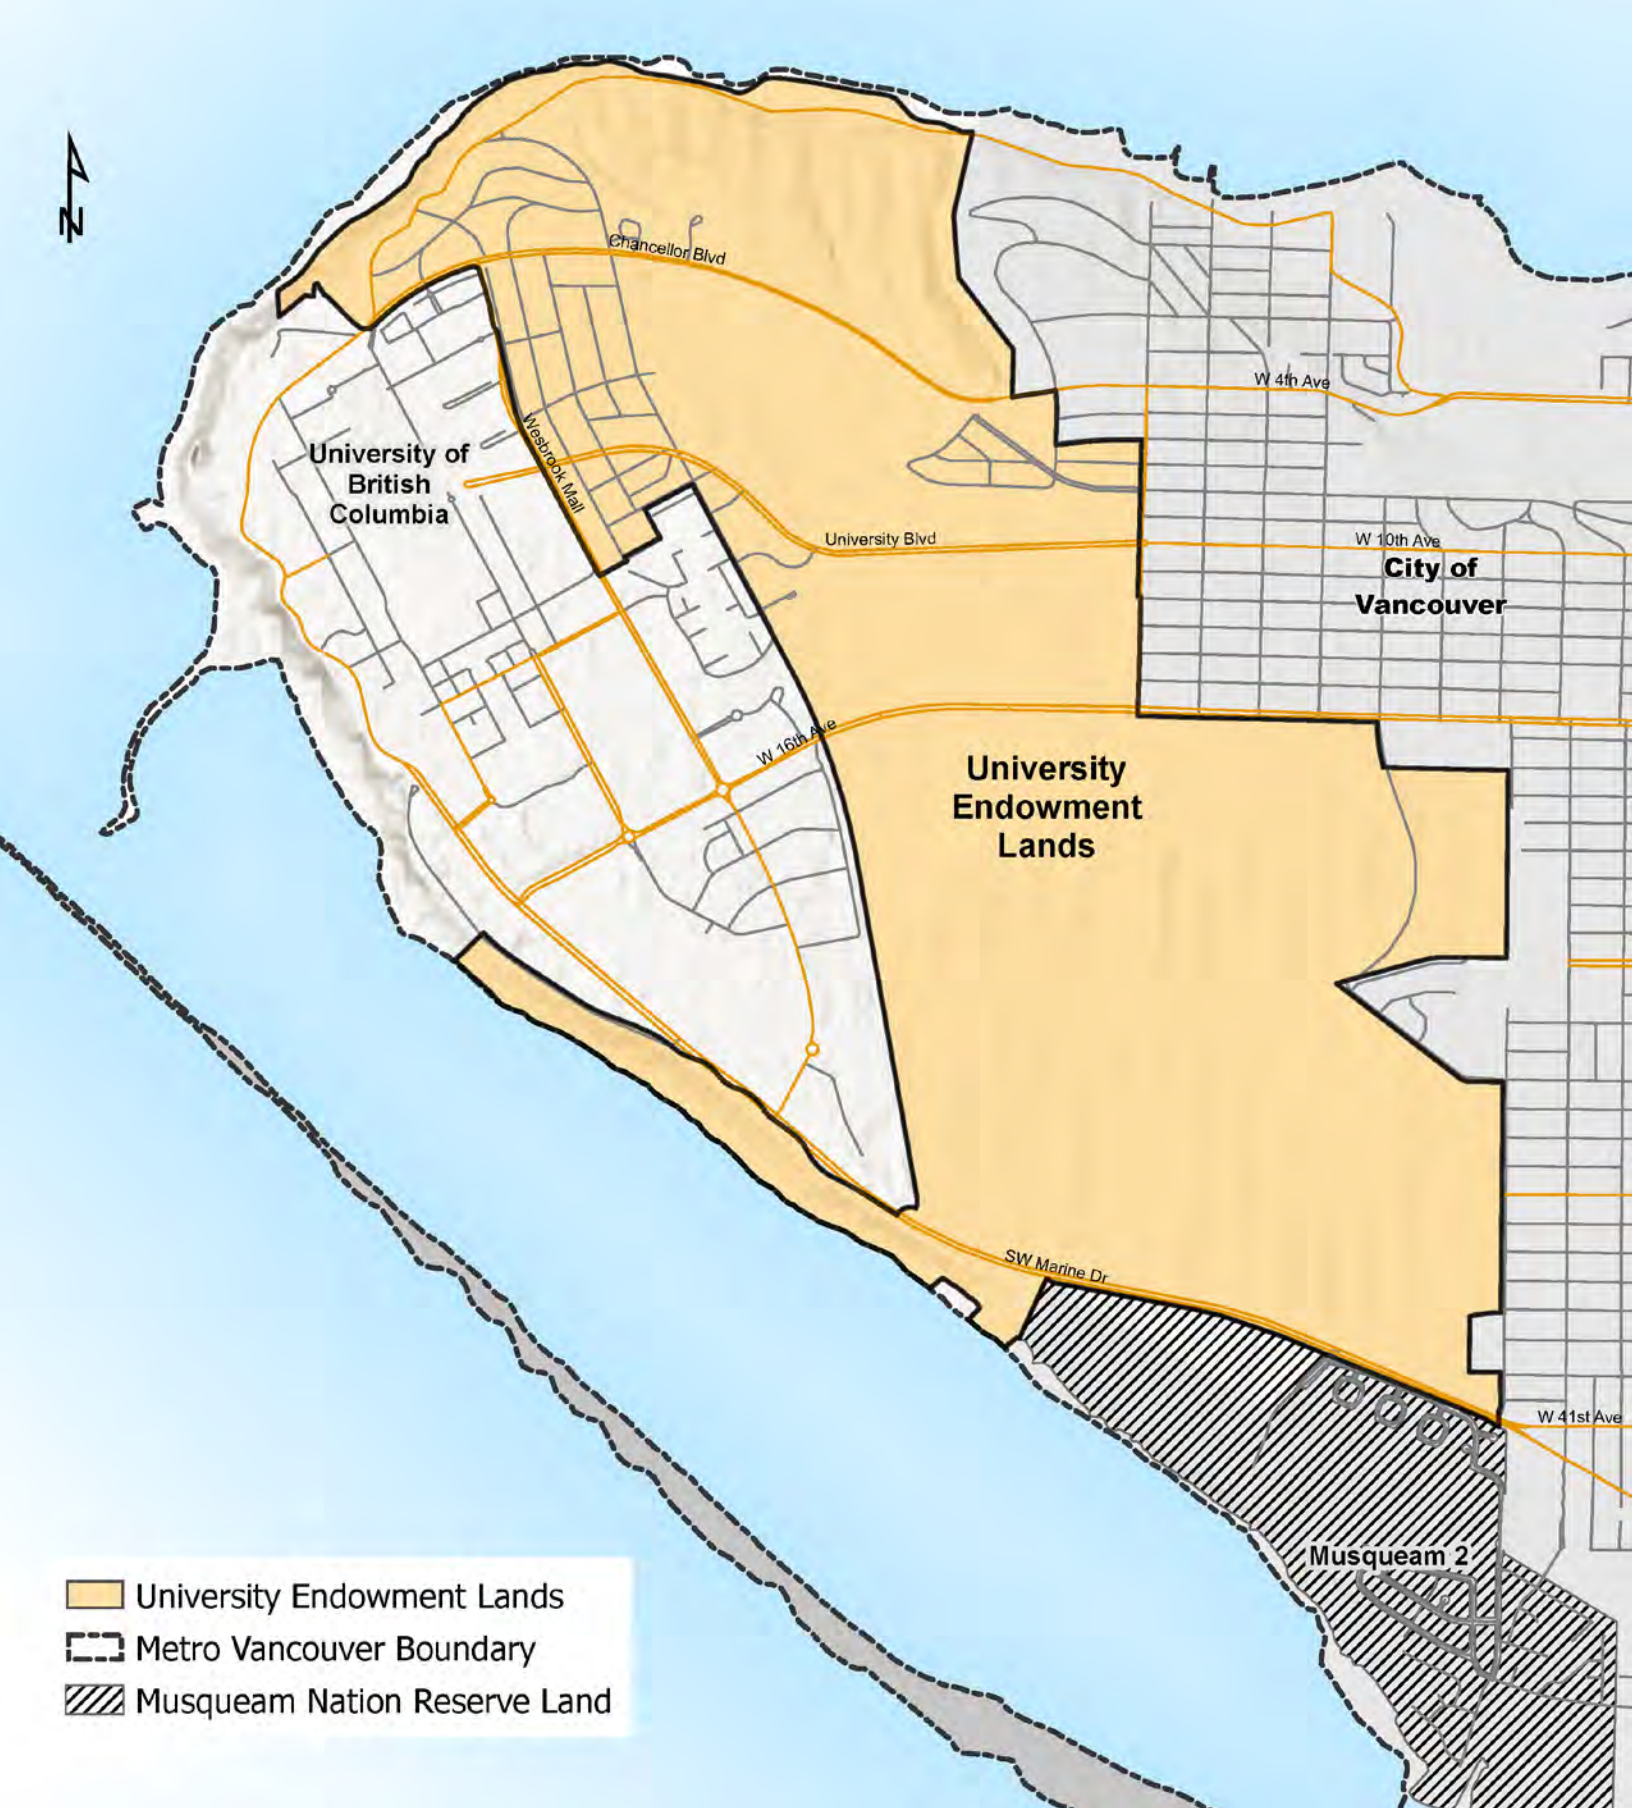 N
Chancellor Blvd
W 4th Ave
Wesbrook Mall
University of
British
Columbia
University Blvd
W 10th Ave
City of
Vancouver
W 16th Ave
University
Endowment
Lands
SW Marine Dr
W 41st Ave
Musqueam 2
University Endowment Lands
Metro Vancouver Boundary
Musqueam Nation Reserve Land